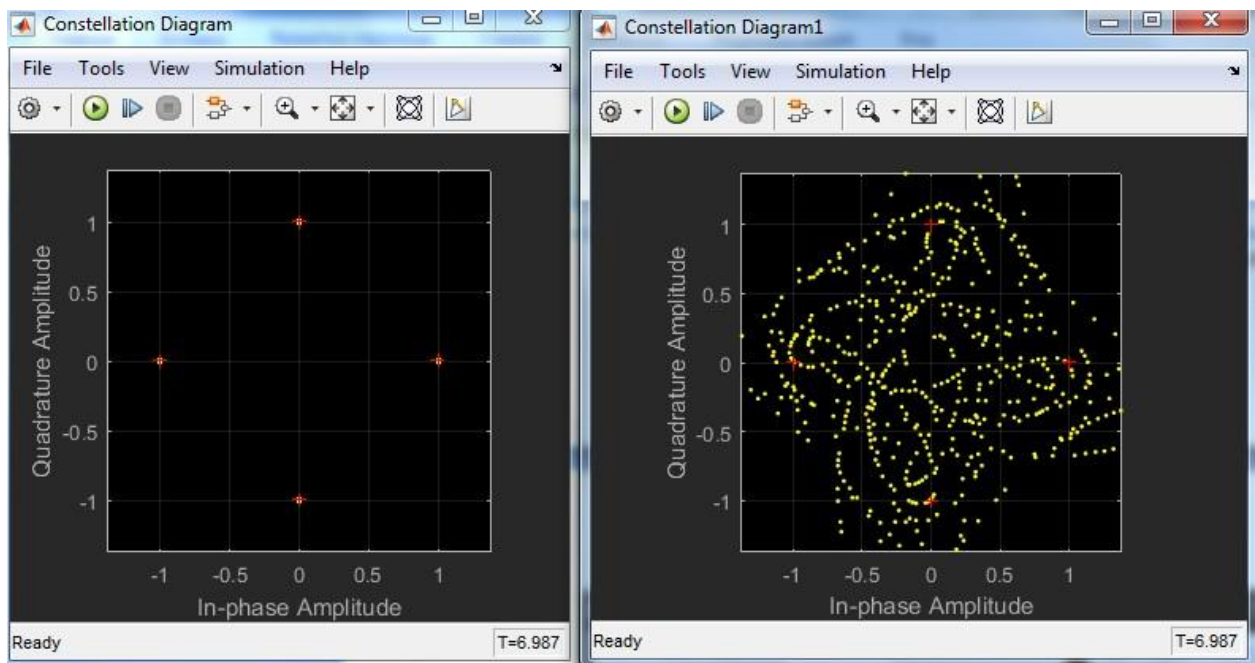 Constellation Diagram
File Tools View Simulation Help
Quadrature Amplitude
1
0.5
0
-0.5
-1
-1 -0.5 0 0.5 1
In-phase Amplitude
Ready T=6.987
Constellation Diagram1
File Tools View Simulation Help
Quadrature Amplitude
1
0.5
0
-0.5
-1
-1 -0.5 0 0.5 1
In-phase Amplitude
Ready T=6.987